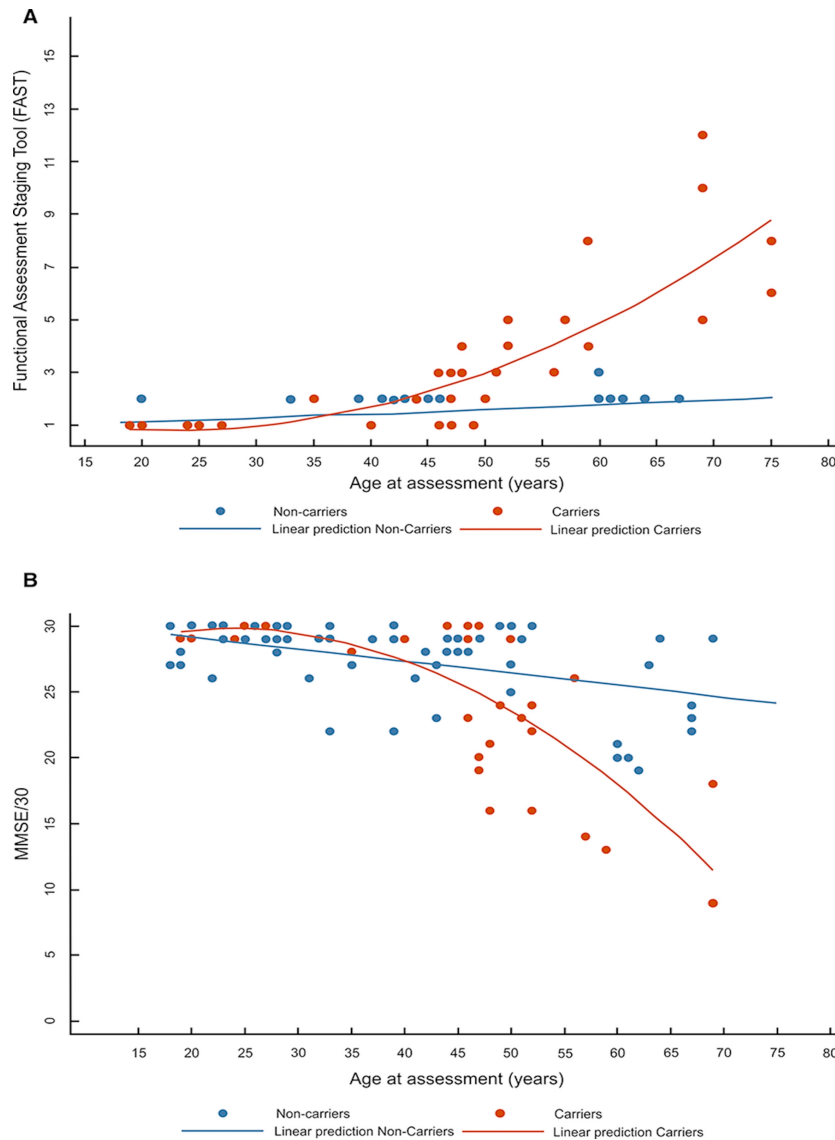 A
Functional Assessment Staging Tool (FAST)
15
13
11
9
7
5
3
1
15 20 25 30 35 40 45 50 55 60 65 70 75 80
Age at assessment (years)
Non-carriers Carriers
Linear prediction Non-Carriers Linear prediction Carriers
B
MMSE/30
30
25
20
15
10
5
0
15 20 25 30 35 40 45 50 55 60 65 70 75 80
Age at assessment (years)
Non-carriers Carriers
Linear prediction Non-Carriers Linear prediction Carriers